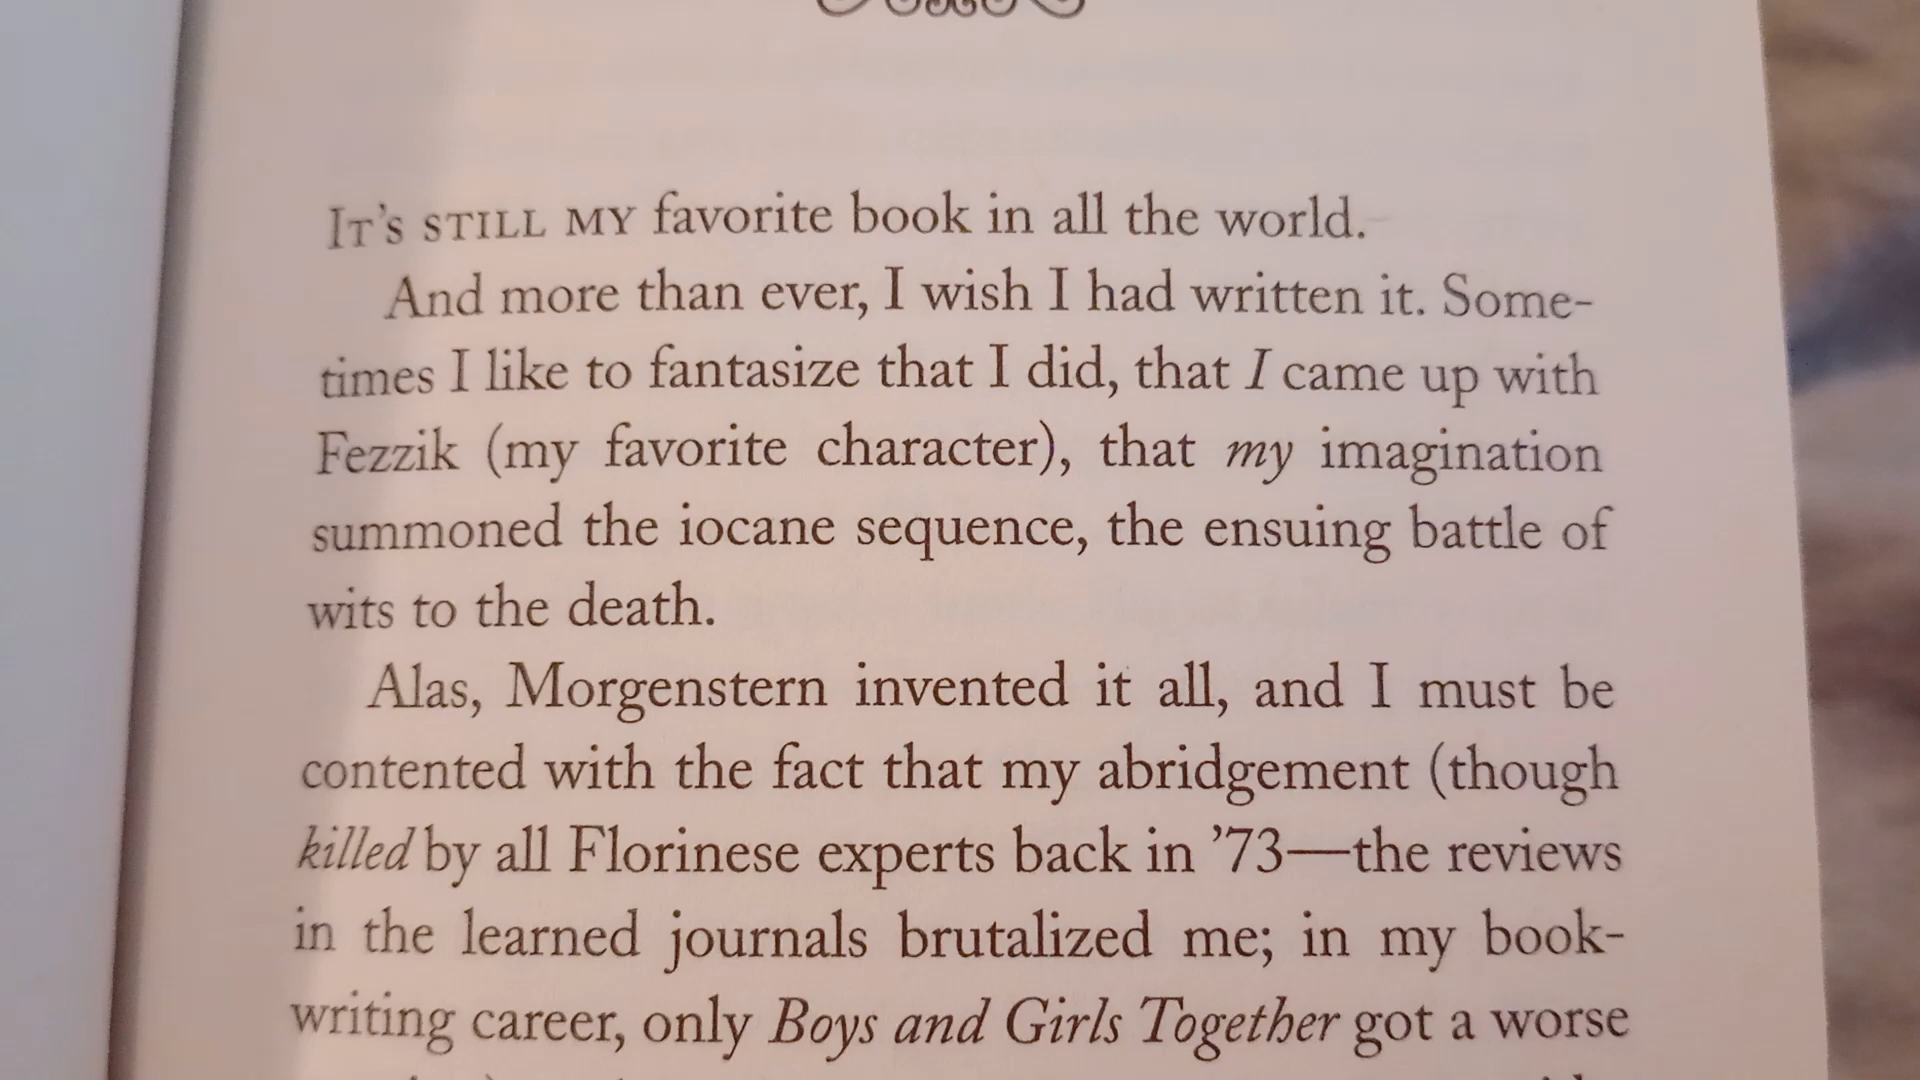 It's still my favorite book in all the world.
And more than ever, I wish I had written it. Some-
times I like to fantasize that I did, that I came up with
Fezzik (my favorite character), that my imagination
summoned the iocane sequence, the ensuing battle of
wits to the death.
Alas, Morgenstern invented it all, and I must be
contented with the fact that my abridgement (though
killed by all Florinese experts back in ’73—the reviews
in the learned journals brutalized me; in my book-
writing career, only Boys and Girls Together got a worse